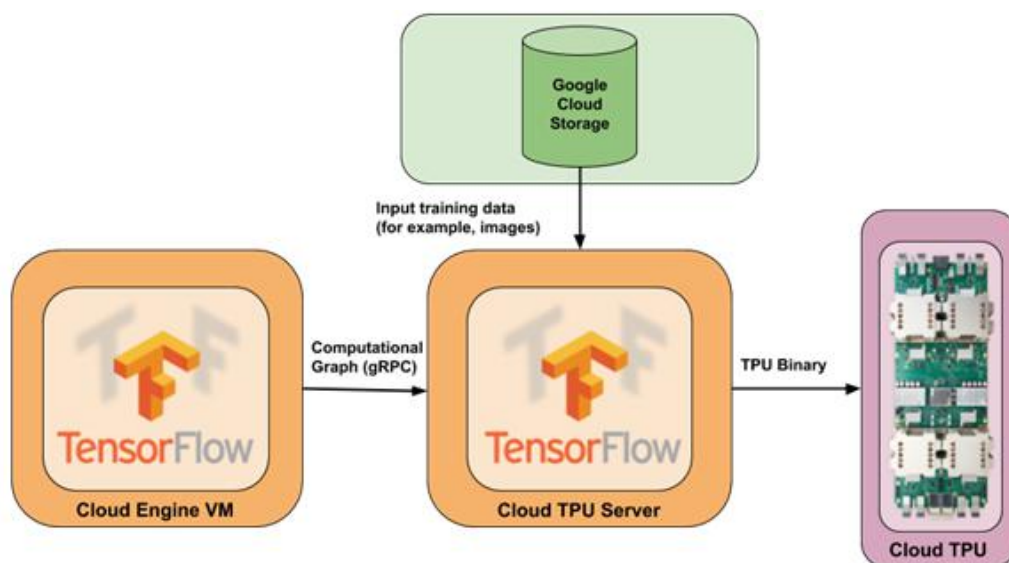 Google
Cloud
Storage
Input training data
(for example, images)
TensorFlow
Cloud Engine VM
Computational
Graph (gRPC)
TensorFlow
Cloud TPU Server
TPU Binary
Cloud TPU